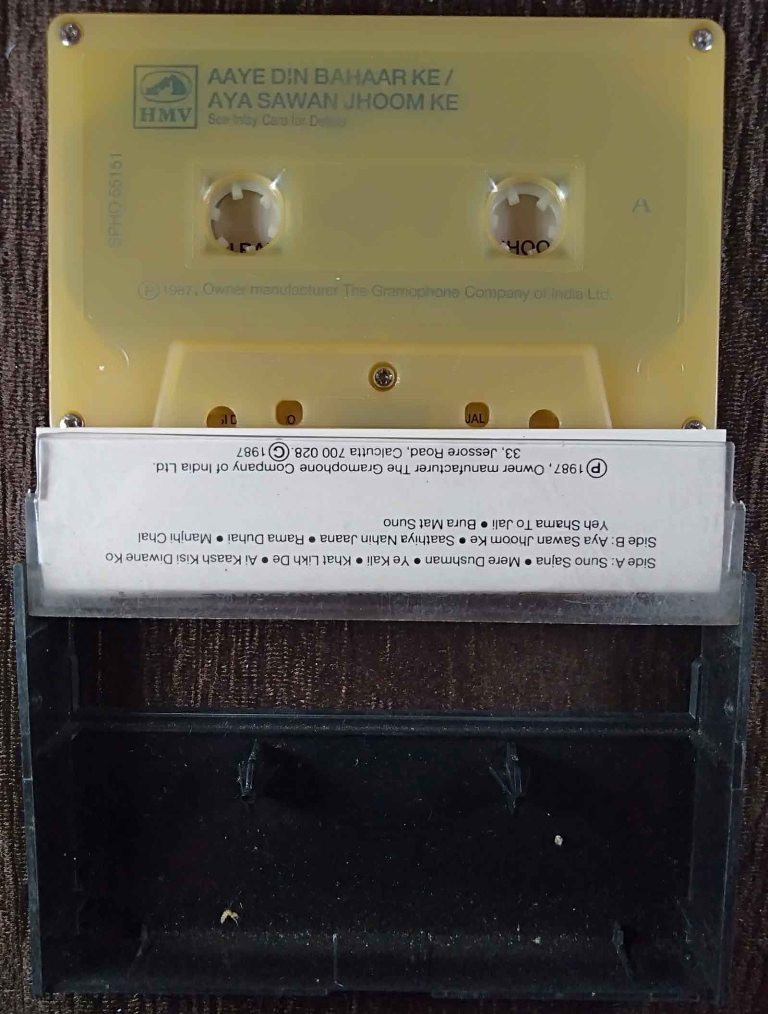 HMV
AAYE DIN BAHAAR KE /
AYA SAWAN JHOOM KE
See Inlay Card for Details
SPHO 55151
A
HOO
Ⓟ 1987, Owner manufacturer The Gramophone Company of India Ltd.
JAL
Side A: Suno Sajna ● Mere Dushman ● Ye Kali ● Khat Likh De ● Ai Kaash Kisi Diwane Ko
Side B: Aya Sawan Jhoom Ke ● Saathiya Nahin Jaana ● Rama Duhai ● Manjhi Chal
Yeh Shama To Jali ● Bura Mat Suno
Ⓟ 1987, Owner manufacturer The Gramophone Company of India Ltd.
33, Jessore Road, Calcutta 700 028. Ⓒ 1987